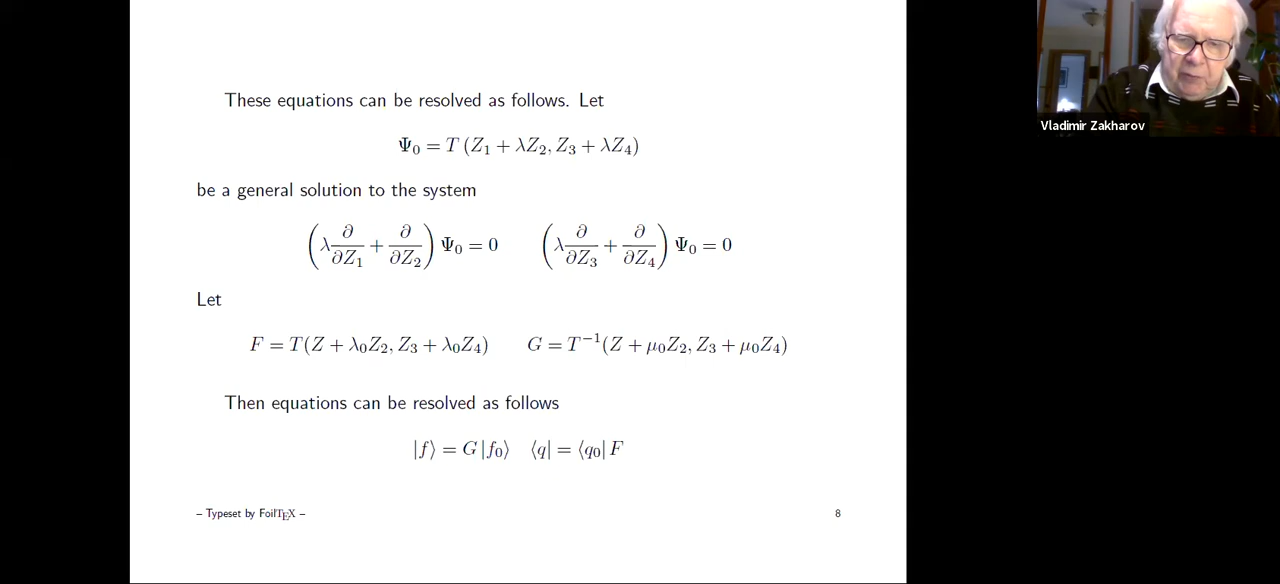 These equations can be resolved as follows. Let
Ψ₀ = T (Z₁ + λZ₂, Z₃ + λZ₄)
be a general solution to the system
(λ ∂/∂Z₁ + ∂/∂Z₂) Ψ₀ = 0 (λ ∂/∂Z₃ + ∂/∂Z₄) Ψ₀ = 0
Let
F = T(Z + λ₀Z₂, Z₃ + λ₀Z₄) G = T⁻¹(Z + μ₀Z₂, Z₃ + μ₀Z₄)
Then equations can be resolved as follows
|f⟩ = G |f₀⟩ ⟨q| = ⟨q₀| F
– Typeset by FoilTEX – 8
Vladimir Zakharov